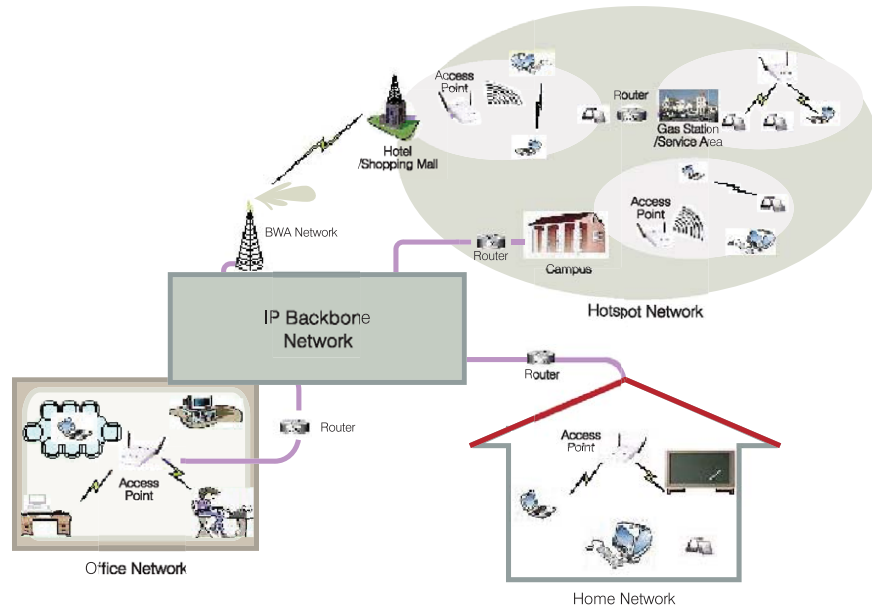 Access
Point
Router
Gas Station
/Service Area
Hotel
/Shopping Mall
Access
Point
BWA Network
Router
Campus
Hotspot Network
IP Backbone
Network
Router
Router
Access
Point
Access
Point
Office Network
Home Network